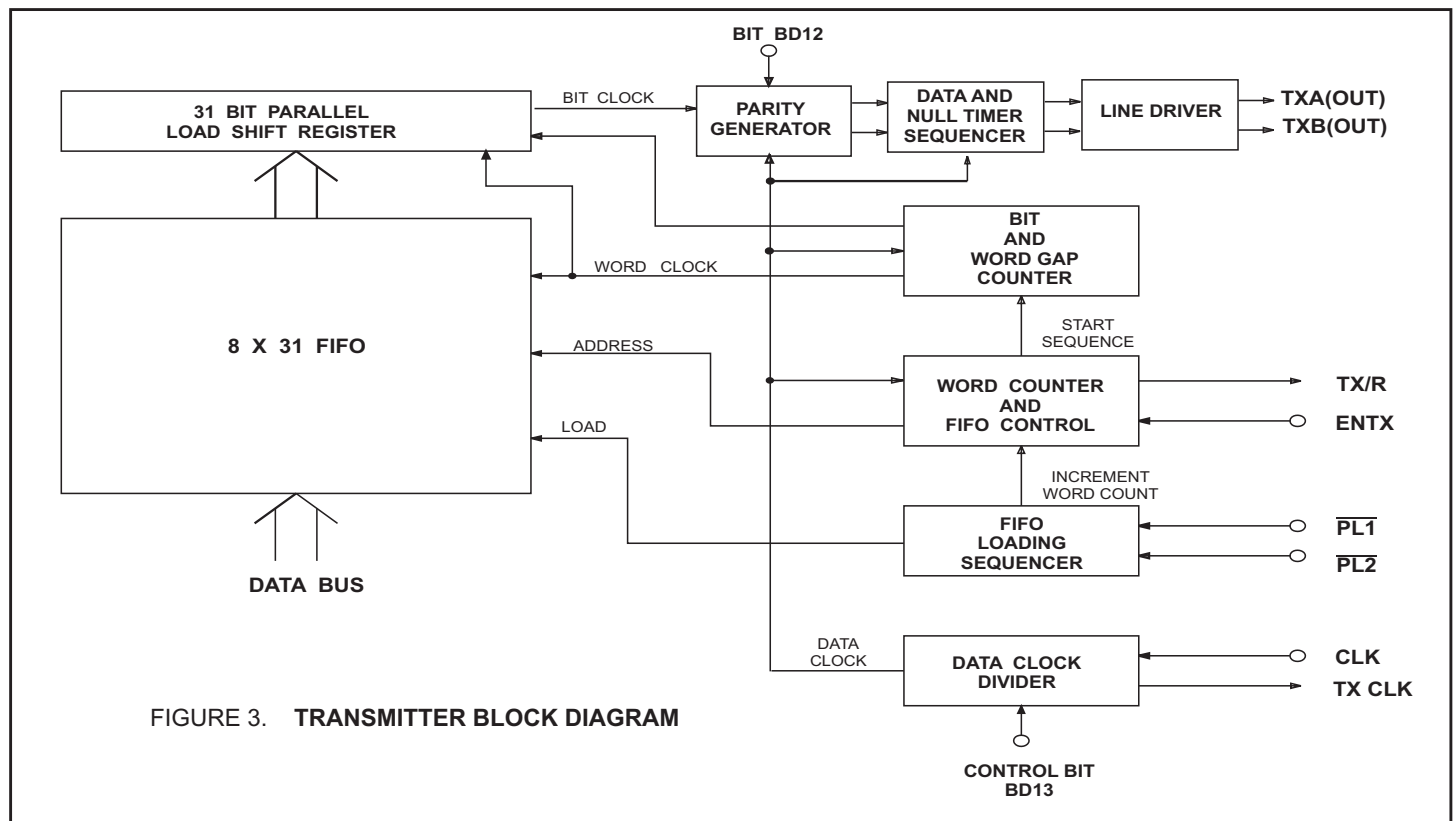 BIT BD12
31 BIT PARALLEL
LOAD SHIFT REGISTER
BIT CLOCK
PARITY
GENERATOR
DATA AND
NULL TIMER
SEQUENCER
LINE DRIVER
TXA(OUT)
TXB(OUT)
BIT
AND
WORD GAP
COUNTER
WORD CLOCK
START
SEQUENCE
8 X 31 FIFO
ADDRESS
WORD COUNTER
AND
FIFO CONTROL
TX/R
ENTX
LOAD
INCREMENT
WORD COUNT
FIFO
LOADING
SEQUENCER
PL1
PL2
DATA BUS
DATA
CLOCK
DATA CLOCK
DIVIDER
CLK
TX CLK
FIGURE 3. TRANSMITTER BLOCK DIAGRAM
CONTROL BIT
BD13